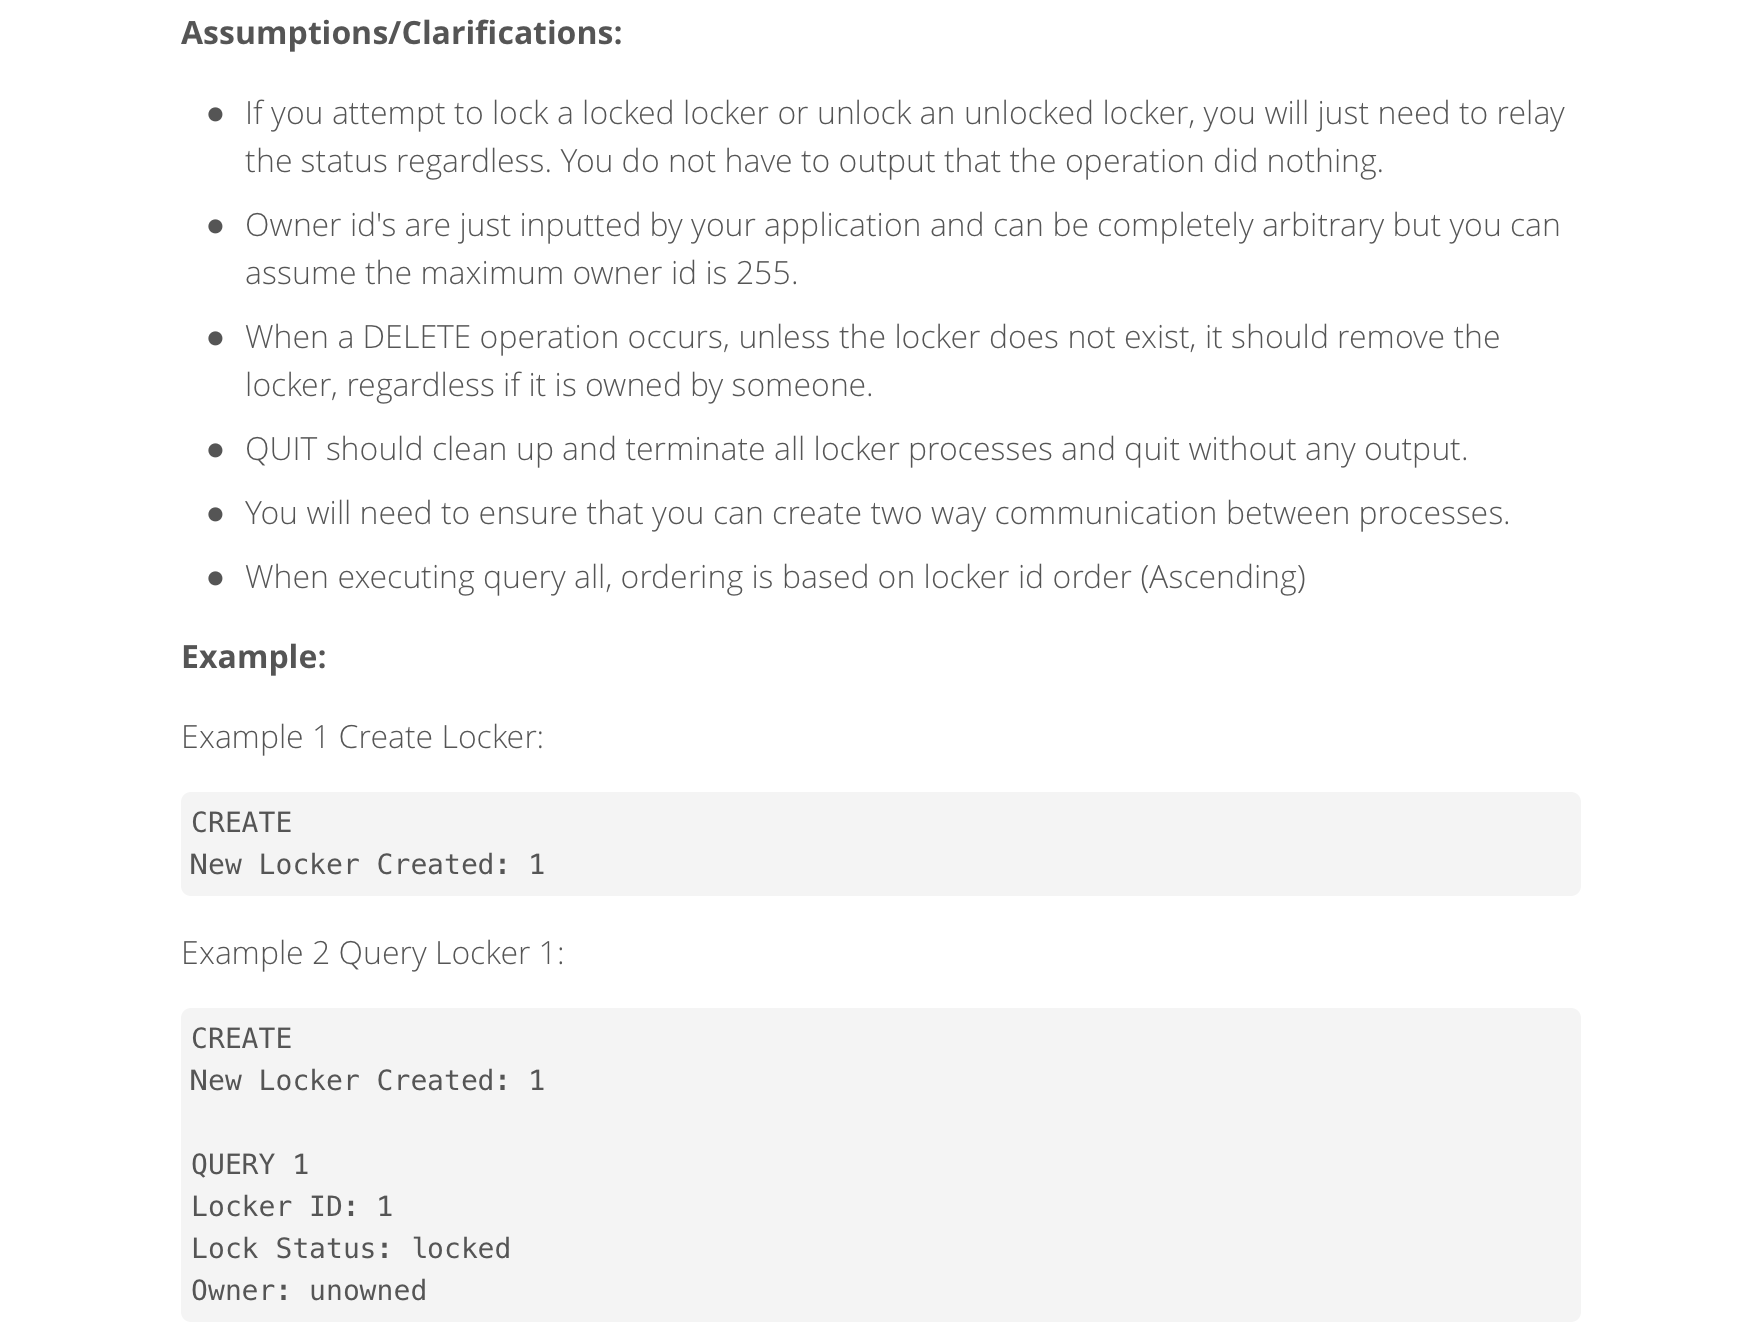 Assumptions/Clarifications:
● If you attempt to lock a locked locker or unlock an unlocked locker, you will just need to relay
the status regardless. You do not have to output that the operation did nothing.
● Owner id's are just inputted by your application and can be completely arbitrary but you can
assume the maximum owner id is 255.
● When a DELETE operation occurs, unless the locker does not exist, it should remove the
locker, regardless if it is owned by someone.
● QUIT should clean up and terminate all locker processes and quit without any output.
● You will need to ensure that you can create two way communication between processes.
● When executing query all, ordering is based on locker id order (Ascending)
Example:
Example 1 Create Locker:
CREATE
New Locker Created: 1
Example 2 Query Locker 1:
CREATE
New Locker Created: 1
QUERY 1
Locker ID: 1
Lock Status: locked
Owner: unowned